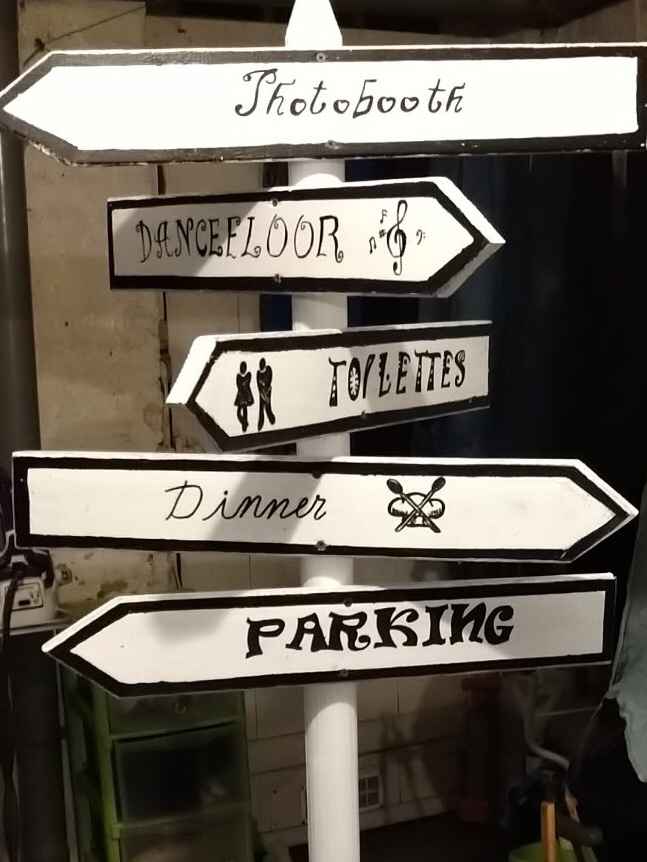 Photobooth
DANCEFLOOR
TOILETTES
Dinner
PARKING